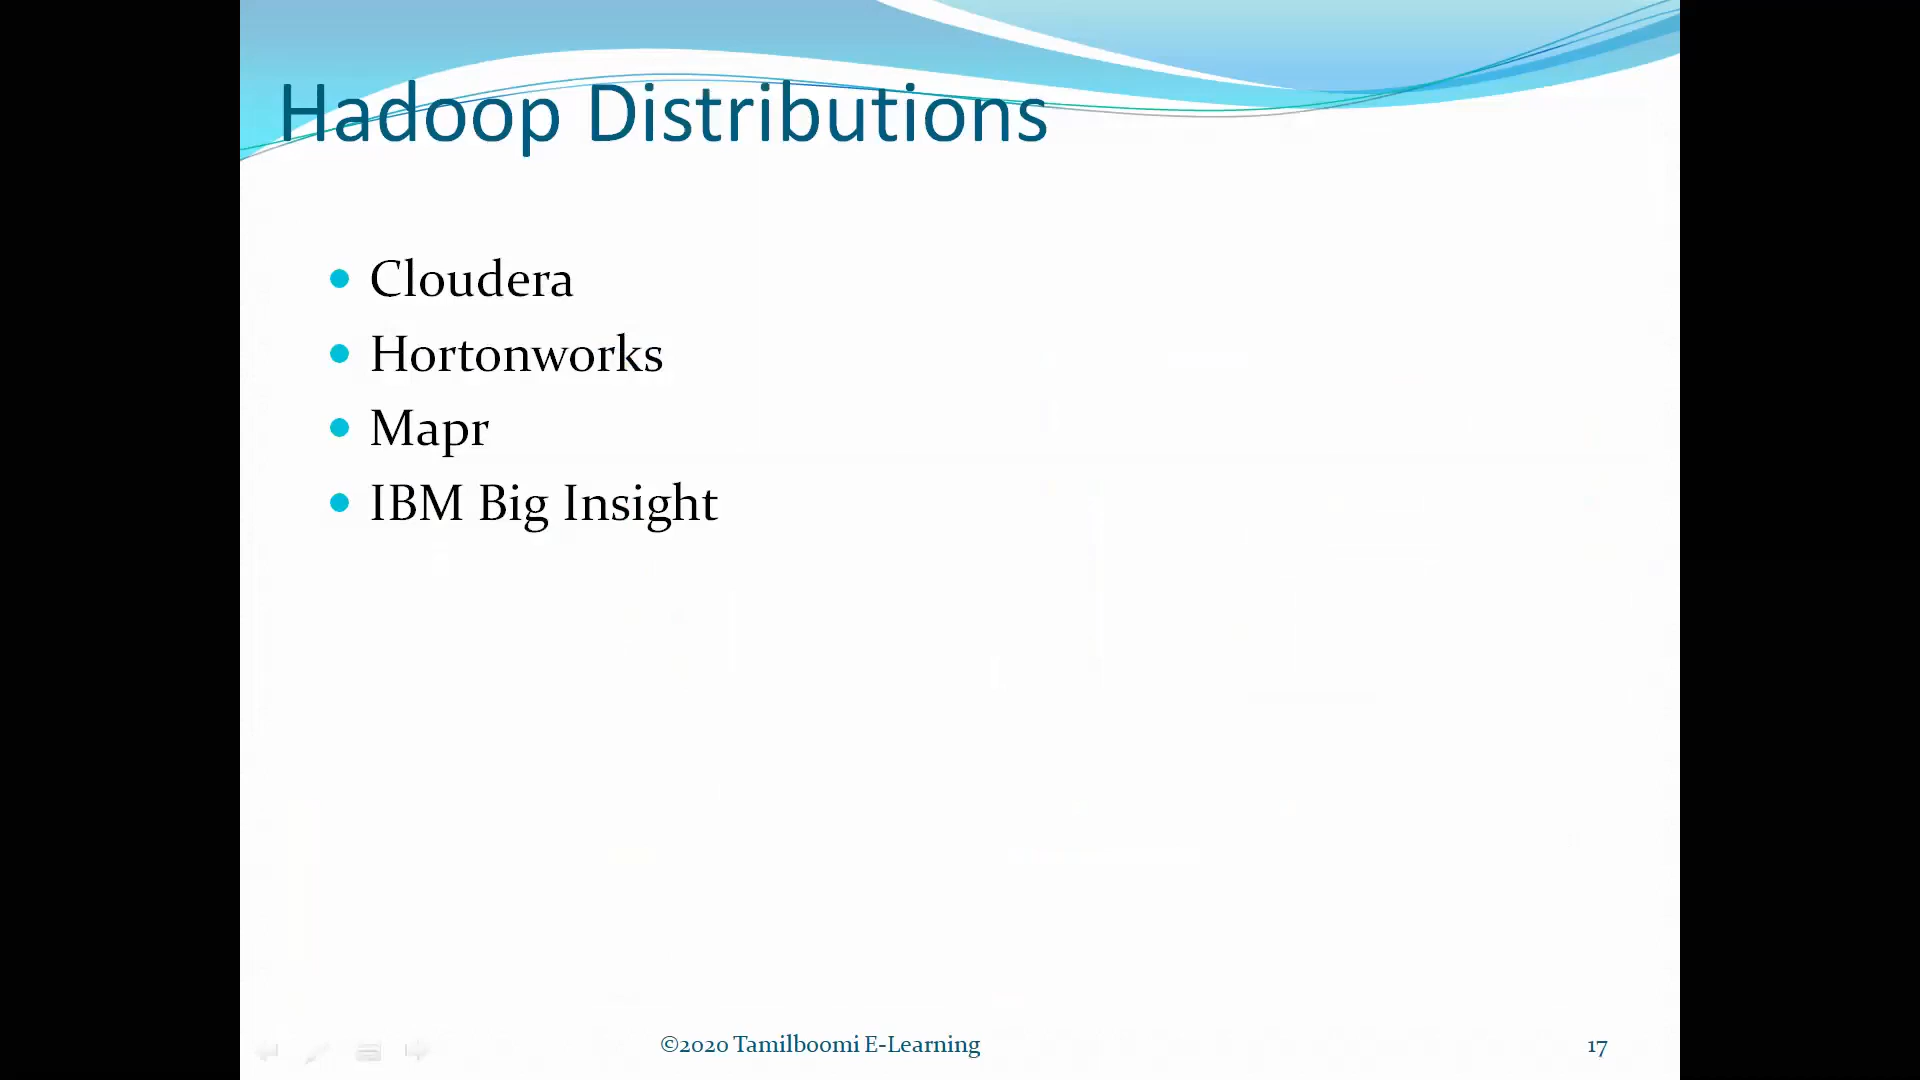 Hadoop Distributions
Cloudera
Hortonworks
Mapr
IBM Big Insight
©2020 Tamilboomi E-Learning
17